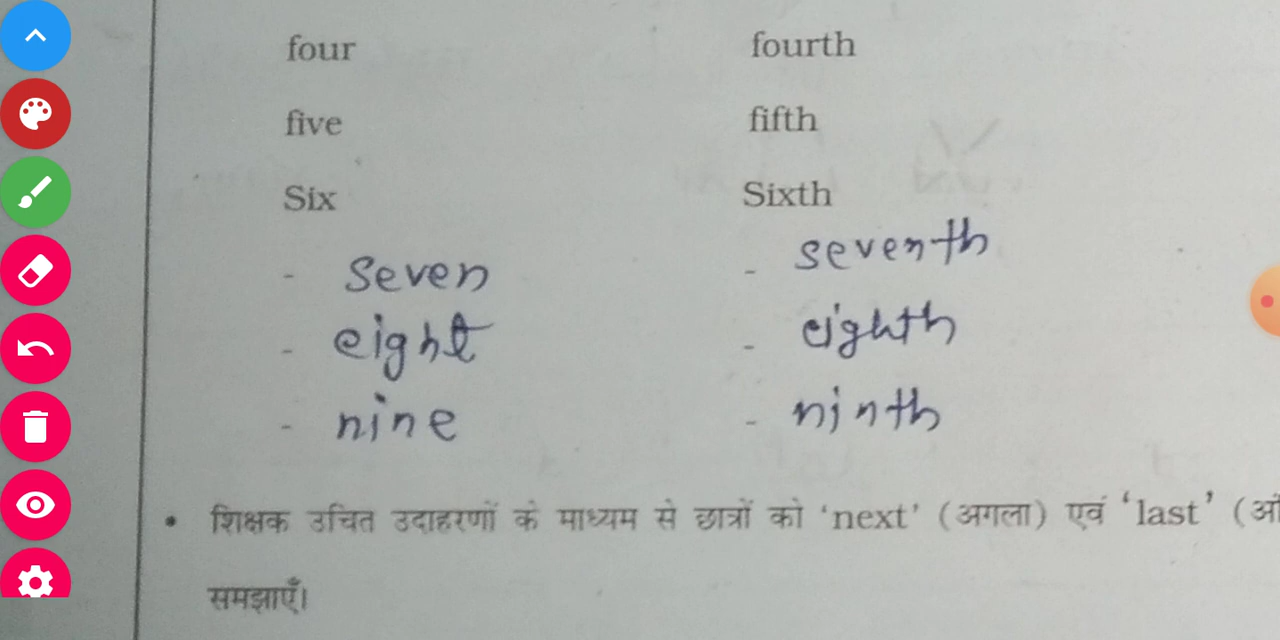 four fourth
five fifth
Six Sixth
- seven - seventh
- eight - eighth
- nine - ninth
• शिक्षक उचित उदाहरणों के माध्यम से छात्रों को ‘next’ (अगला) एवं ‘last’
समझाएँ।